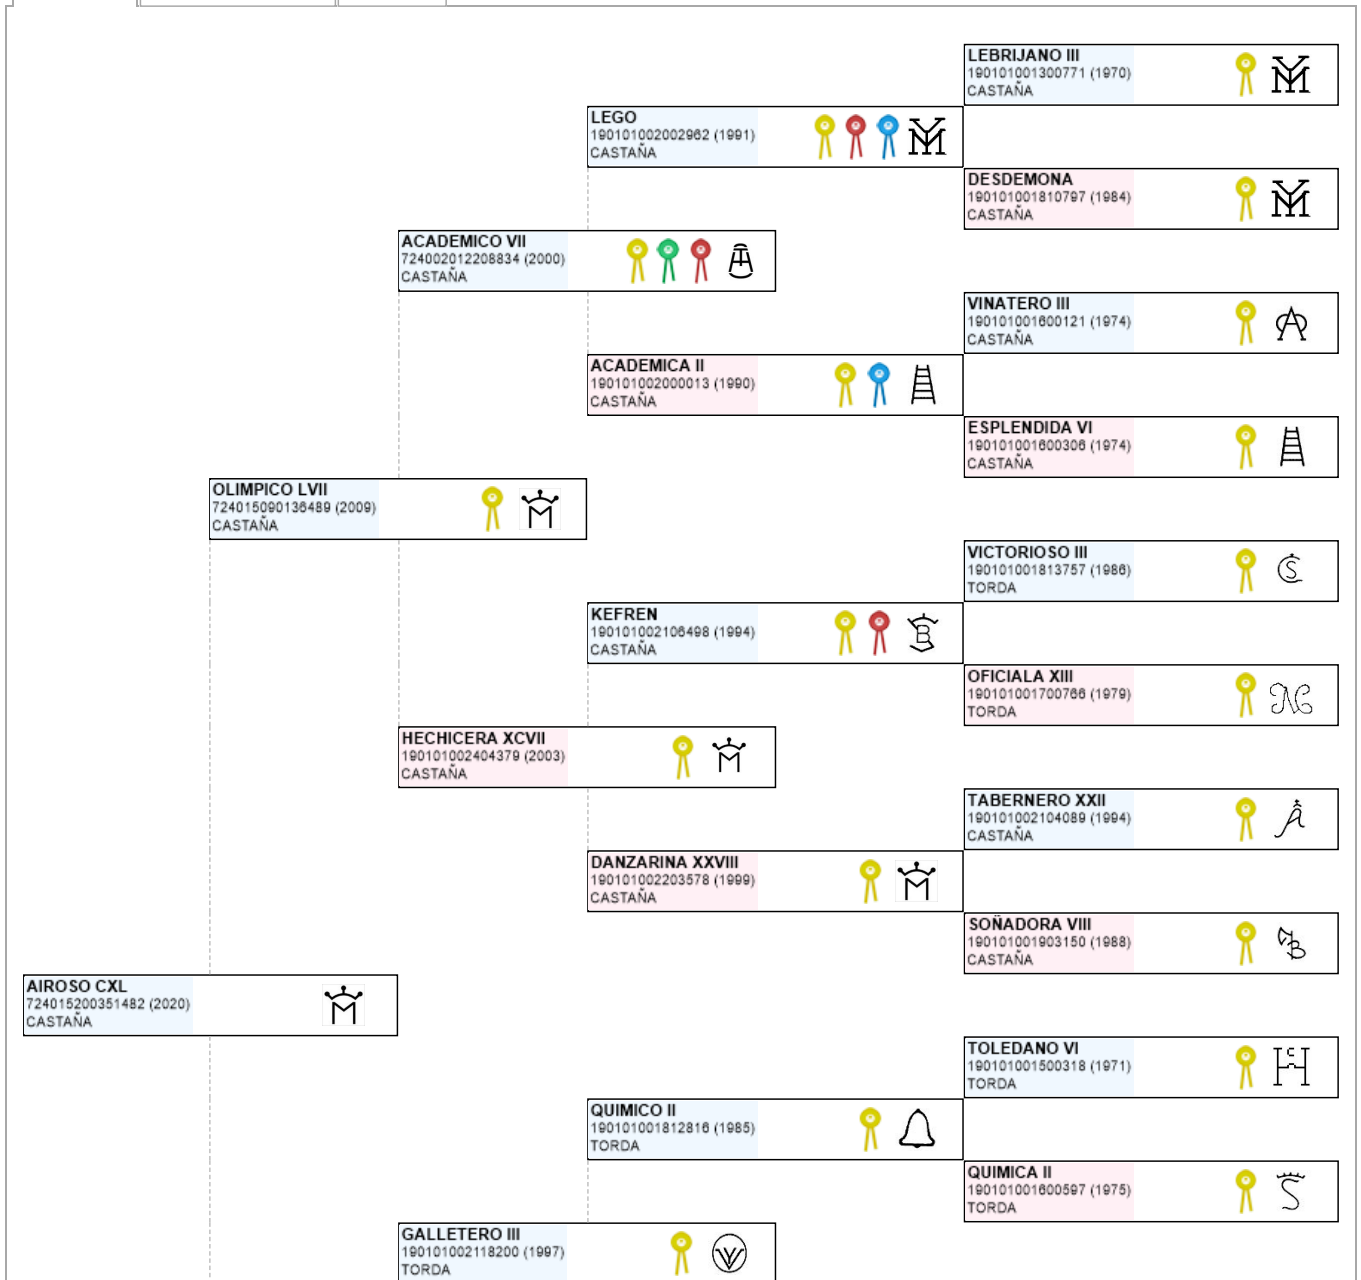 LEBRIJANO III
190101001300771 (1970)
CASTAÑA
LEGO
190101002002962 (1991)
CASTAÑA
DESDEMONA
190101001810797 (1984)
CASTAÑA
ACADEMICO VII
724002012208834 (2000)
CASTAÑA
VINATERO III
190101001600121 (1974)
CASTAÑA
ACADEMICA II
190101002000013 (1990)
CASTAÑA
ESPLENDIDA VI
190101001600306 (1974)
CASTAÑA
OLIMPICO LVII
724015090136489 (2009)
CASTAÑA
VICTORIOSO III
190101001813757 (1986)
TORDA
KEFREN
190101002106498 (1994)
CASTAÑA
OFICIALA XIII
190101001700766 (1979)
TORDA
HECHICERA XCVII
190101002404379 (2003)
CASTAÑA
TABERNERO XXII
190101002104089 (1994)
CASTAÑA
DANZARINA XXVIII
190101002203578 (1999)
CASTAÑA
SOÑADORA VIII
190101001903150 (1988)
CASTAÑA
AIROSO CXL
724015200351482 (2020)
CASTAÑA
TOLEDANO VI
190101001500318 (1971)
TORDA
QUIMICO II
190101001812816 (1985)
TORDA
QUIMICA II
190101001600597 (1975)
TORDA
GALLETERO III
190101002118200 (1997)
TORDA